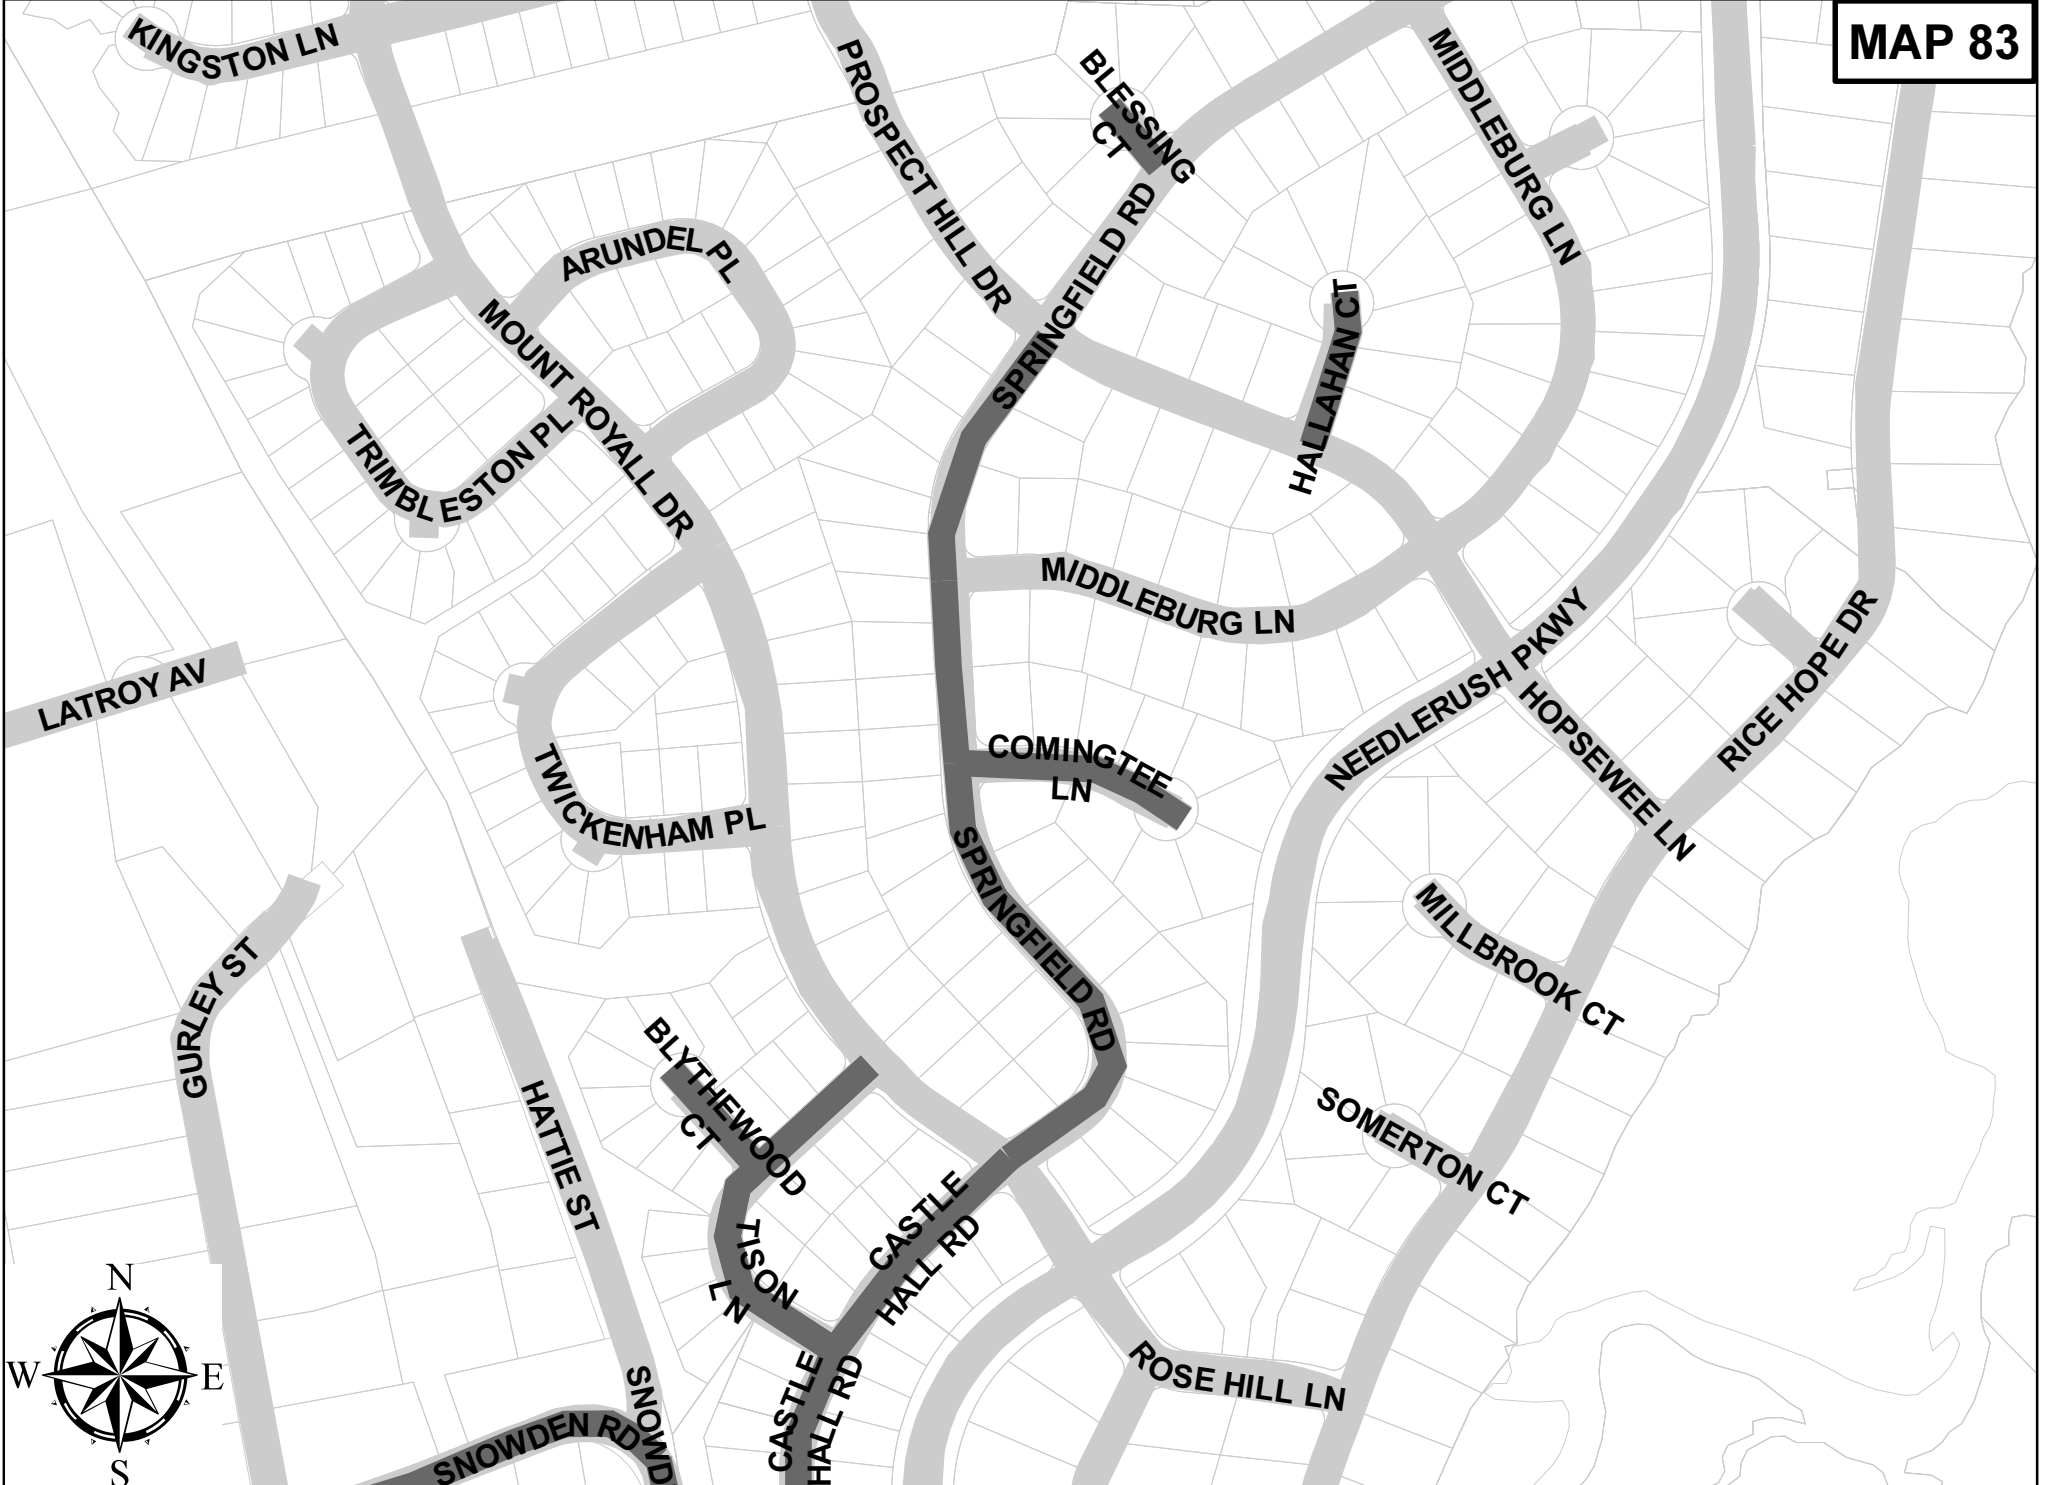 MAP 83
KINGSTON LN
PROSPECT HILL DR
BLESSING
CT
MIDDLEBURG LN
SPRINGFIELD RD
ARUNDEL PL
MOUNT ROYALL DR
HALLAHAN CT
SPRINGFIELD RD
TRIMBLESTON PL
MIDDLEBURG LN
NEEDLERUSH PKWY
RICE HOPE DR
LATROY AV
HOPSEWEE LN
COMINGTEE
LN
TWICKENHAM PL
SPRINGFIELD RD
MILLBROOK CT
GURLEY ST
BLYTHEWOOD
CT
HATTIE ST
SOMERTON CT
CASTLE
HALL RD
TISON
LN
ROSE HILL LN
CASTLE
HALL RD
SNOWDEN RD
SNOWD
N
W
E
S